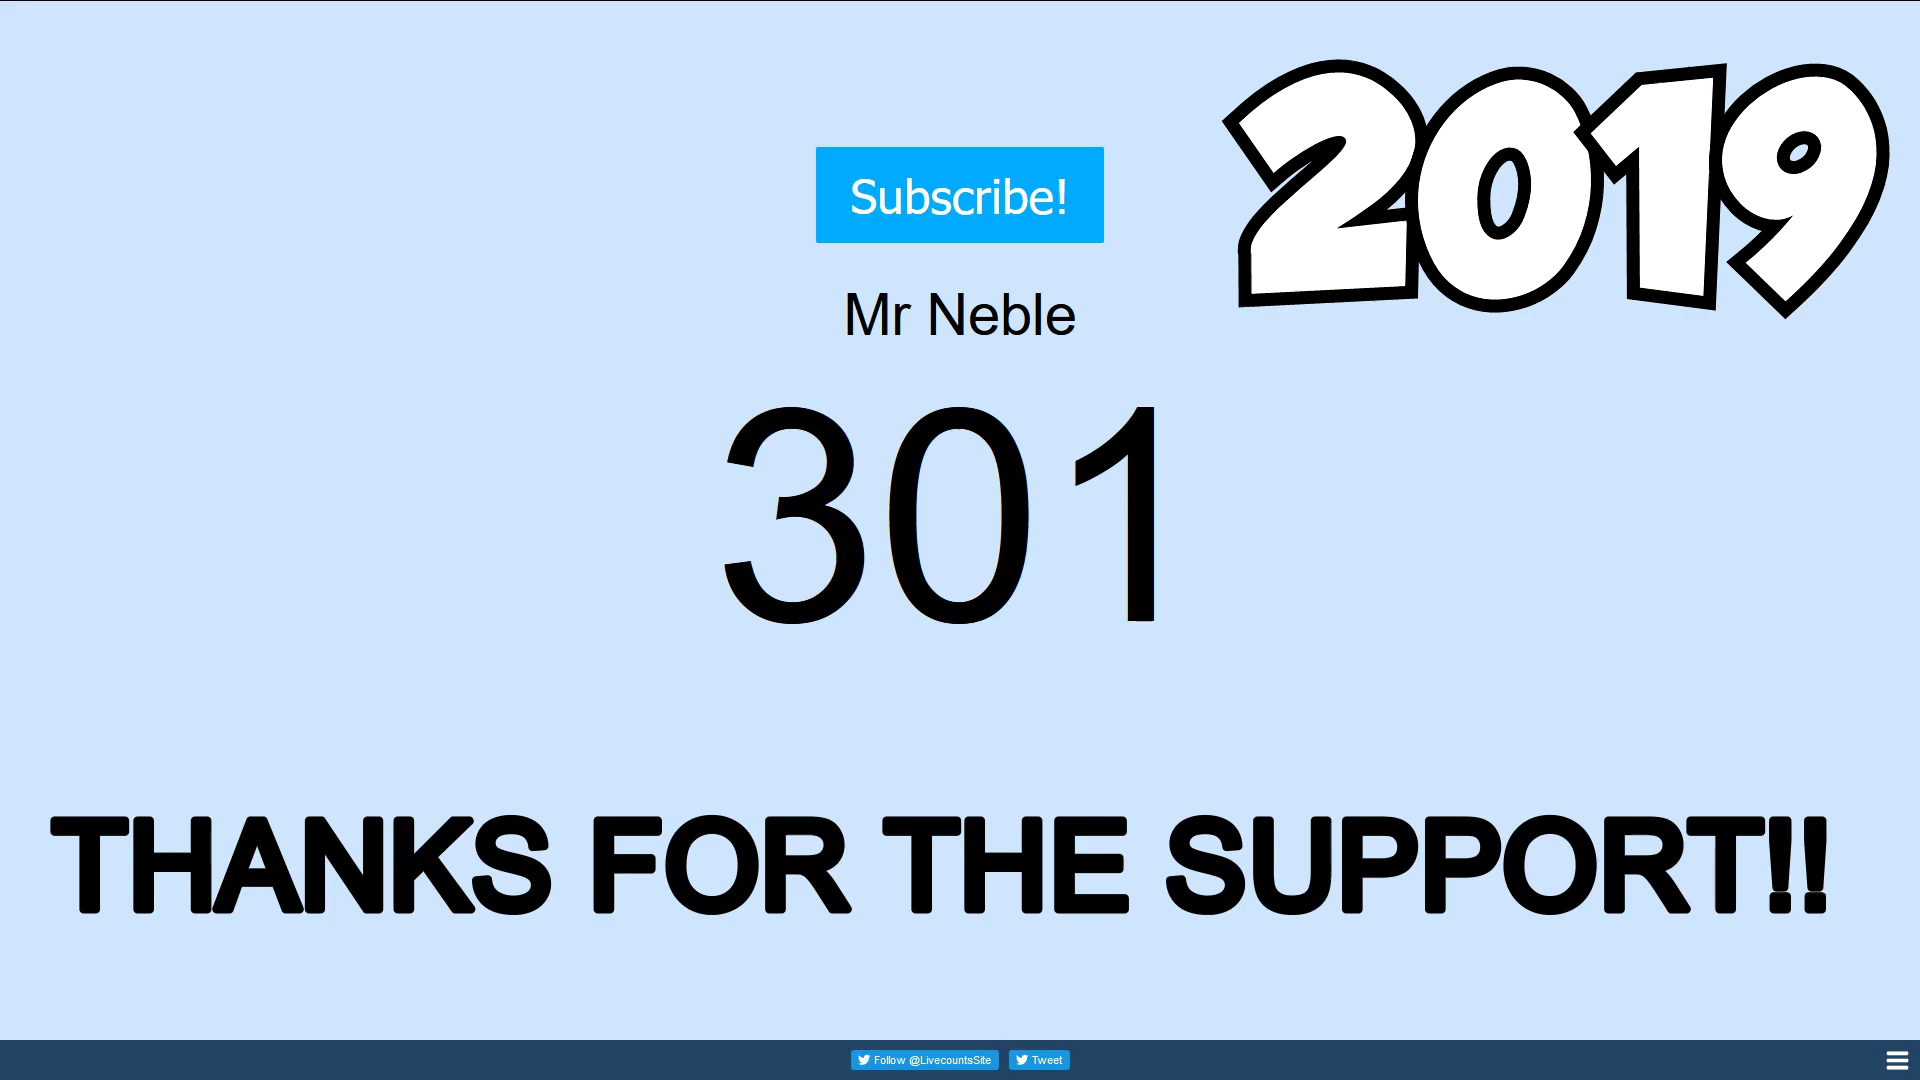 2019
Subscribe!
Mr Neble
301
THANKS FOR THE SUPPORT!!
Follow @LivecountsSite Tweet